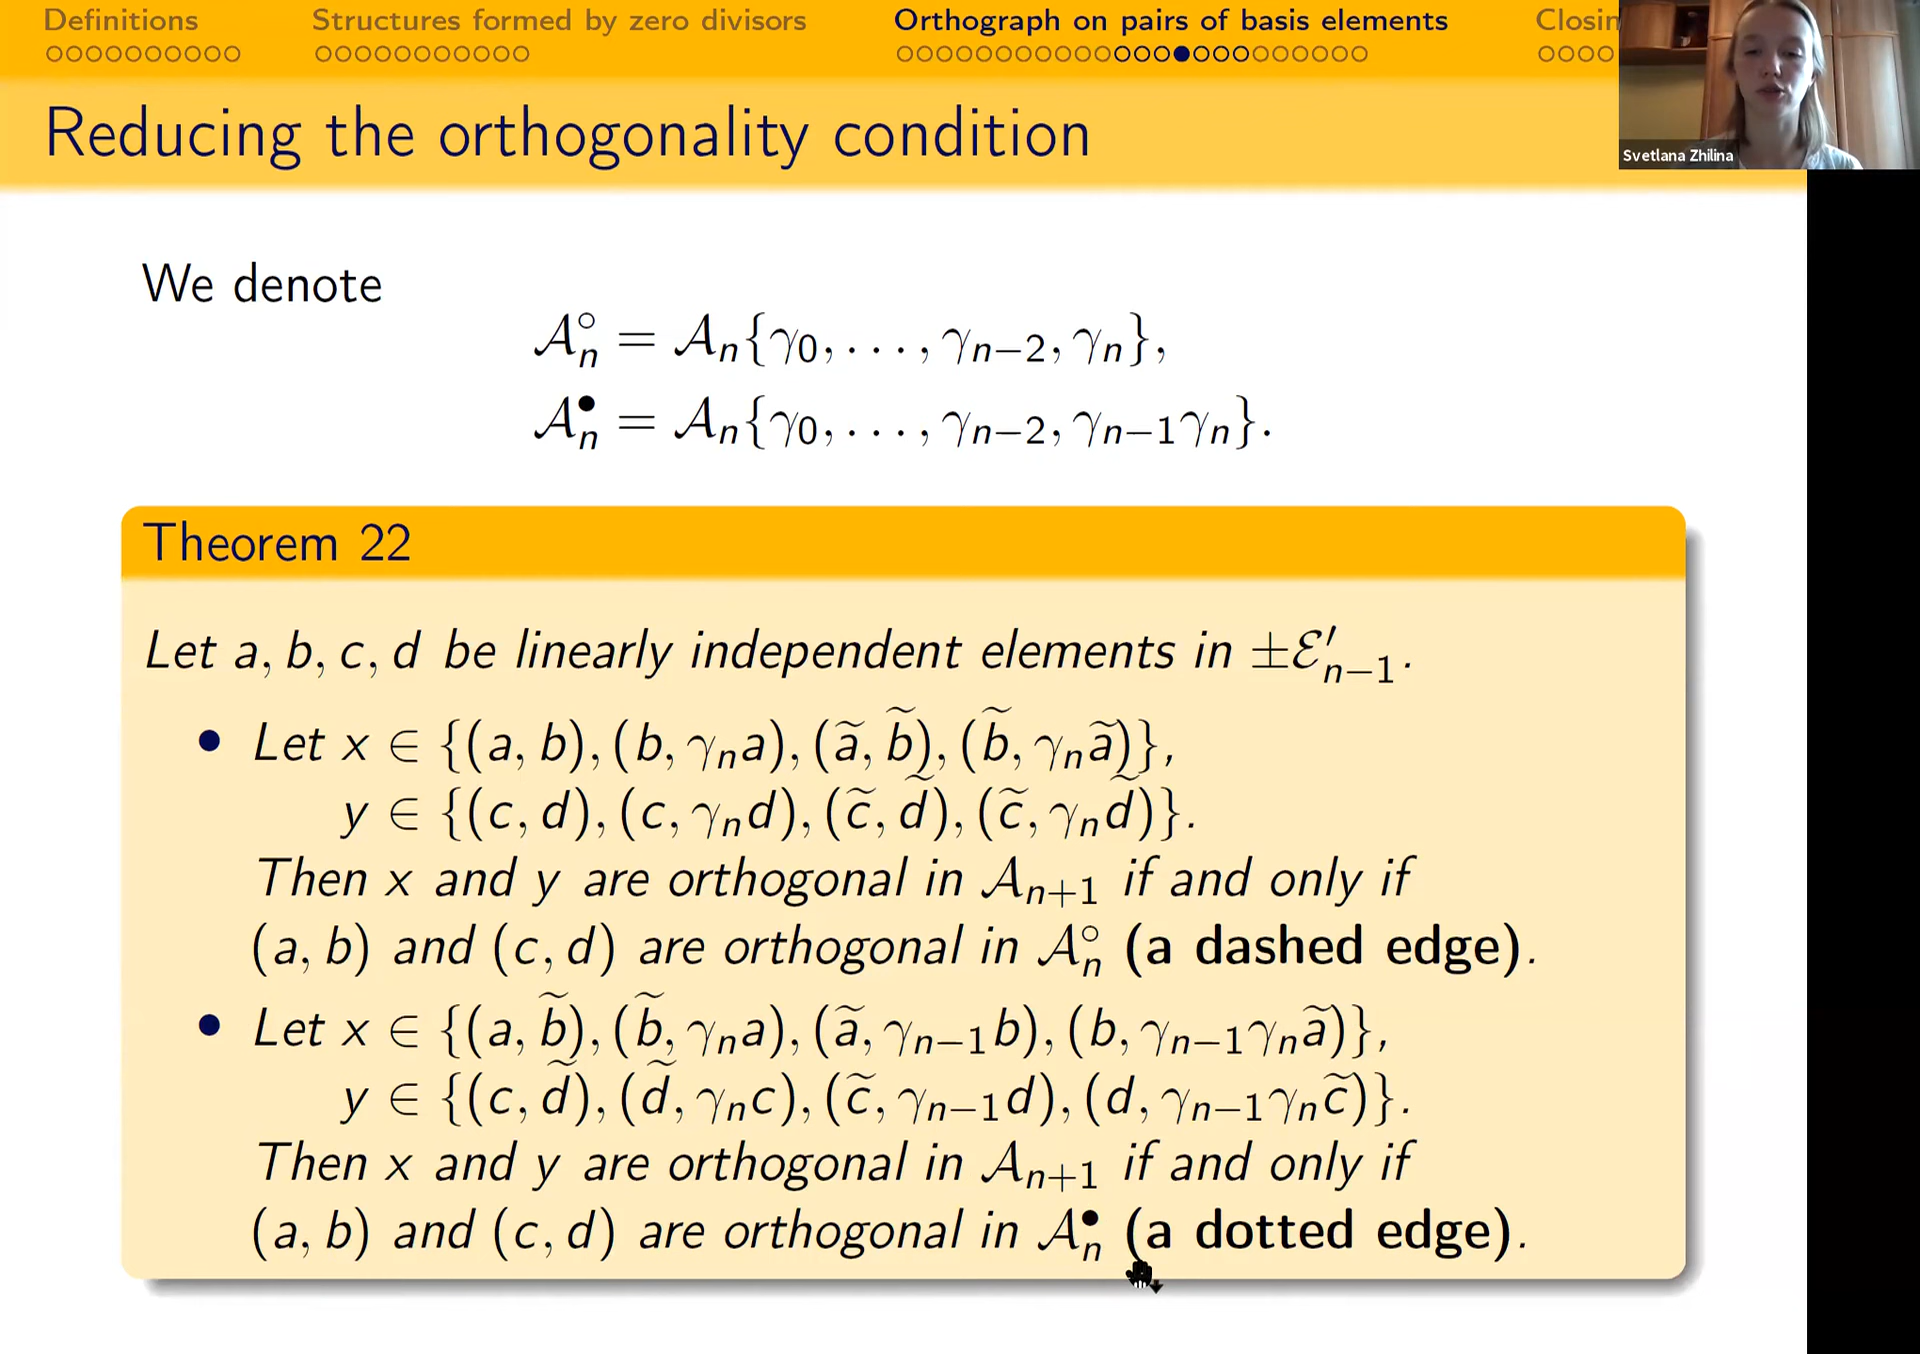 Definitions Structures formed by zero divisors Orthograph on pairs of basis elements Closin
Svetlana Zhilina
Reducing the orthogonality condition
We denote
𝒜°ₙ = 𝒜ₙ{γ₀, . . . , γₙ₋₂, γₙ},
𝒜•ₙ = 𝒜ₙ{γ₀, . . . , γₙ₋₂, γₙ₋₁γₙ}.
Theorem 22
Let a, b, c, d be linearly independent elements in ±ℰ′ₙ₋₁.
• Let x ∈ {(a, b), (b, γₙa), (ã, b̃), (b̃, γₙã)},
y ∈ {(c, d), (c, γₙd), (c̃, d̃), (c̃, γₙd̃)}.
Then x and y are orthogonal in 𝒜ₙ₊₁ if and only if
(a, b) and (c, d) are orthogonal in 𝒜°ₙ (a dashed edge).
• Let x ∈ {(a, b̃), (b̃, γₙa), (ã, γₙ₋₁b), (b, γₙ₋₁γₙã)},
y ∈ {(c, d̃), (d̃, γₙc), (c̃, γₙ₋₁d), (d, γₙ₋₁γₙc̃)}.
Then x and y are orthogonal in 𝒜ₙ₊₁ if and only if
(a, b) and (c, d) are orthogonal in 𝒜•ₙ (a dotted edge).